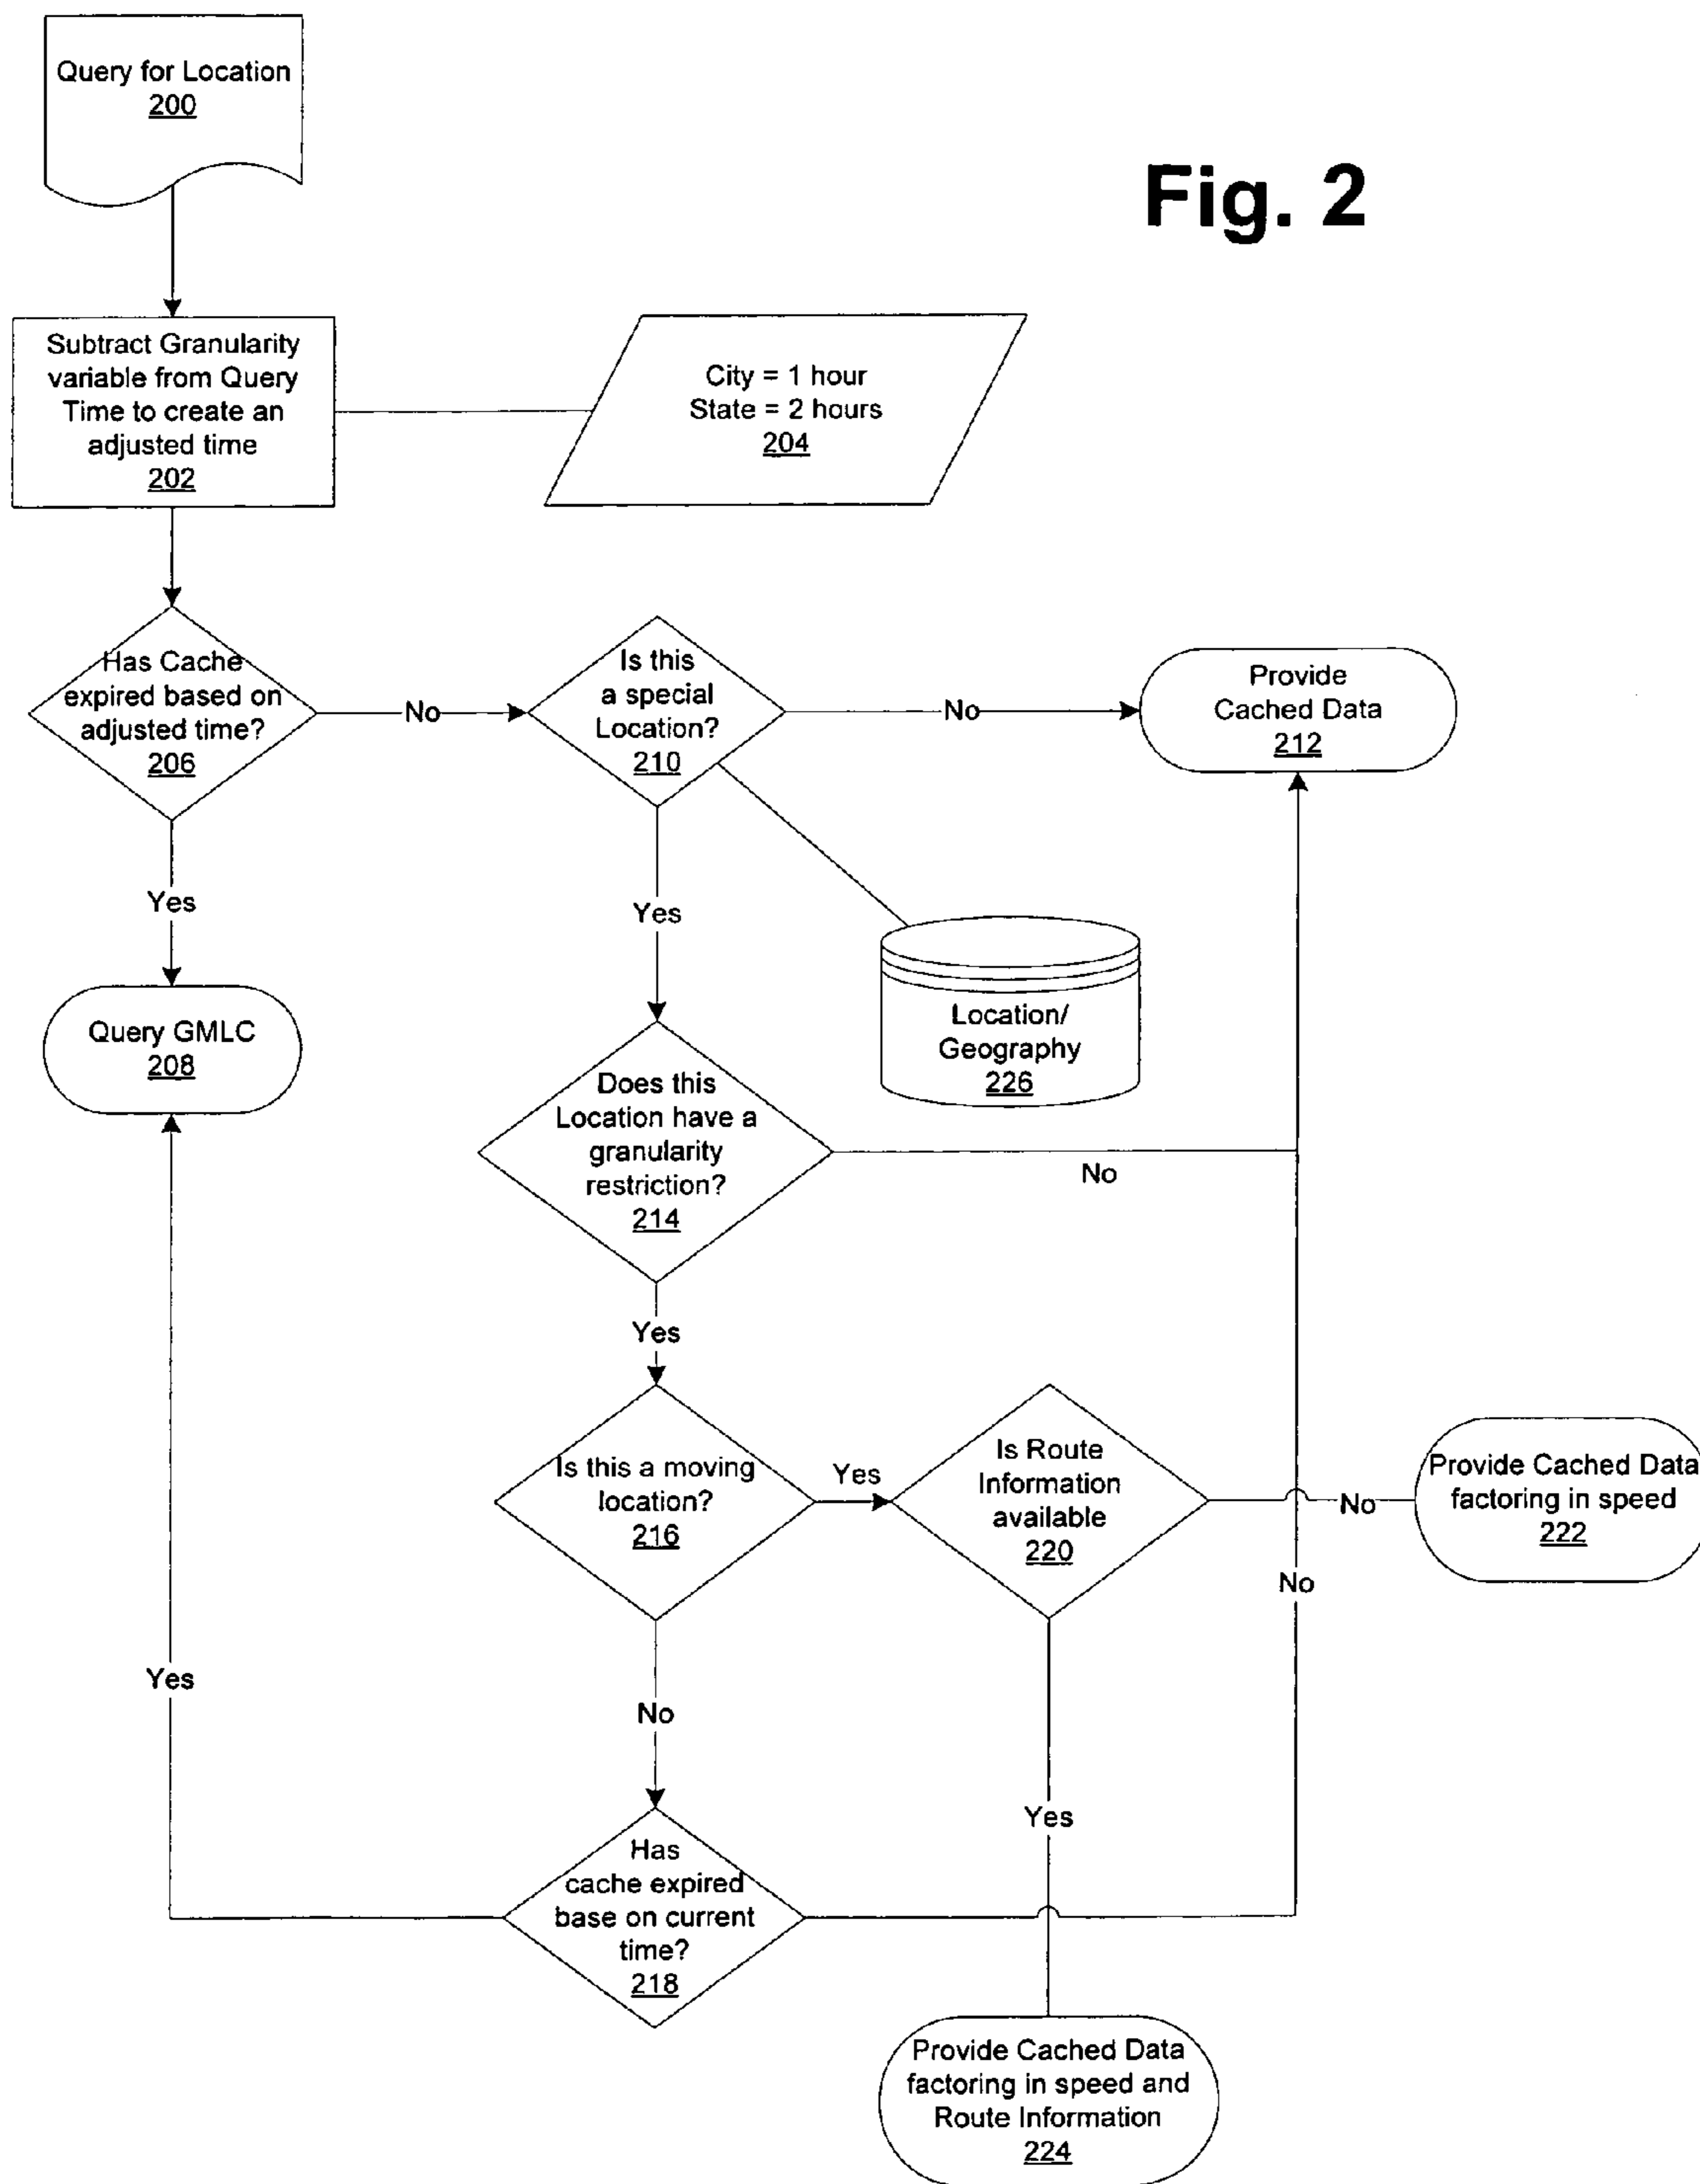 Query for Location
200
Fig. 2
Subtract Granularity
variable from Query
Time to create an
adjusted time
202
City = 1 hour
State = 2 hours
204
Has Cache
expired based on
adjusted time?
206
No
Is this
a special
Location?
210
No
Provide
Cached Data
212
Yes
Yes
Query GMLC
208
Location/
Geography
226
Does this
Location have a
granularity
restriction?
214
No
Yes
Is this a moving
location?
216
Yes
Is Route
Information
available
220
No
Provide Cached Data
factoring in speed
222
No
Yes
No
Yes
Has
cache expired
base on current
time?
218
Provide Cached Data
factoring in speed and
Route Information
224